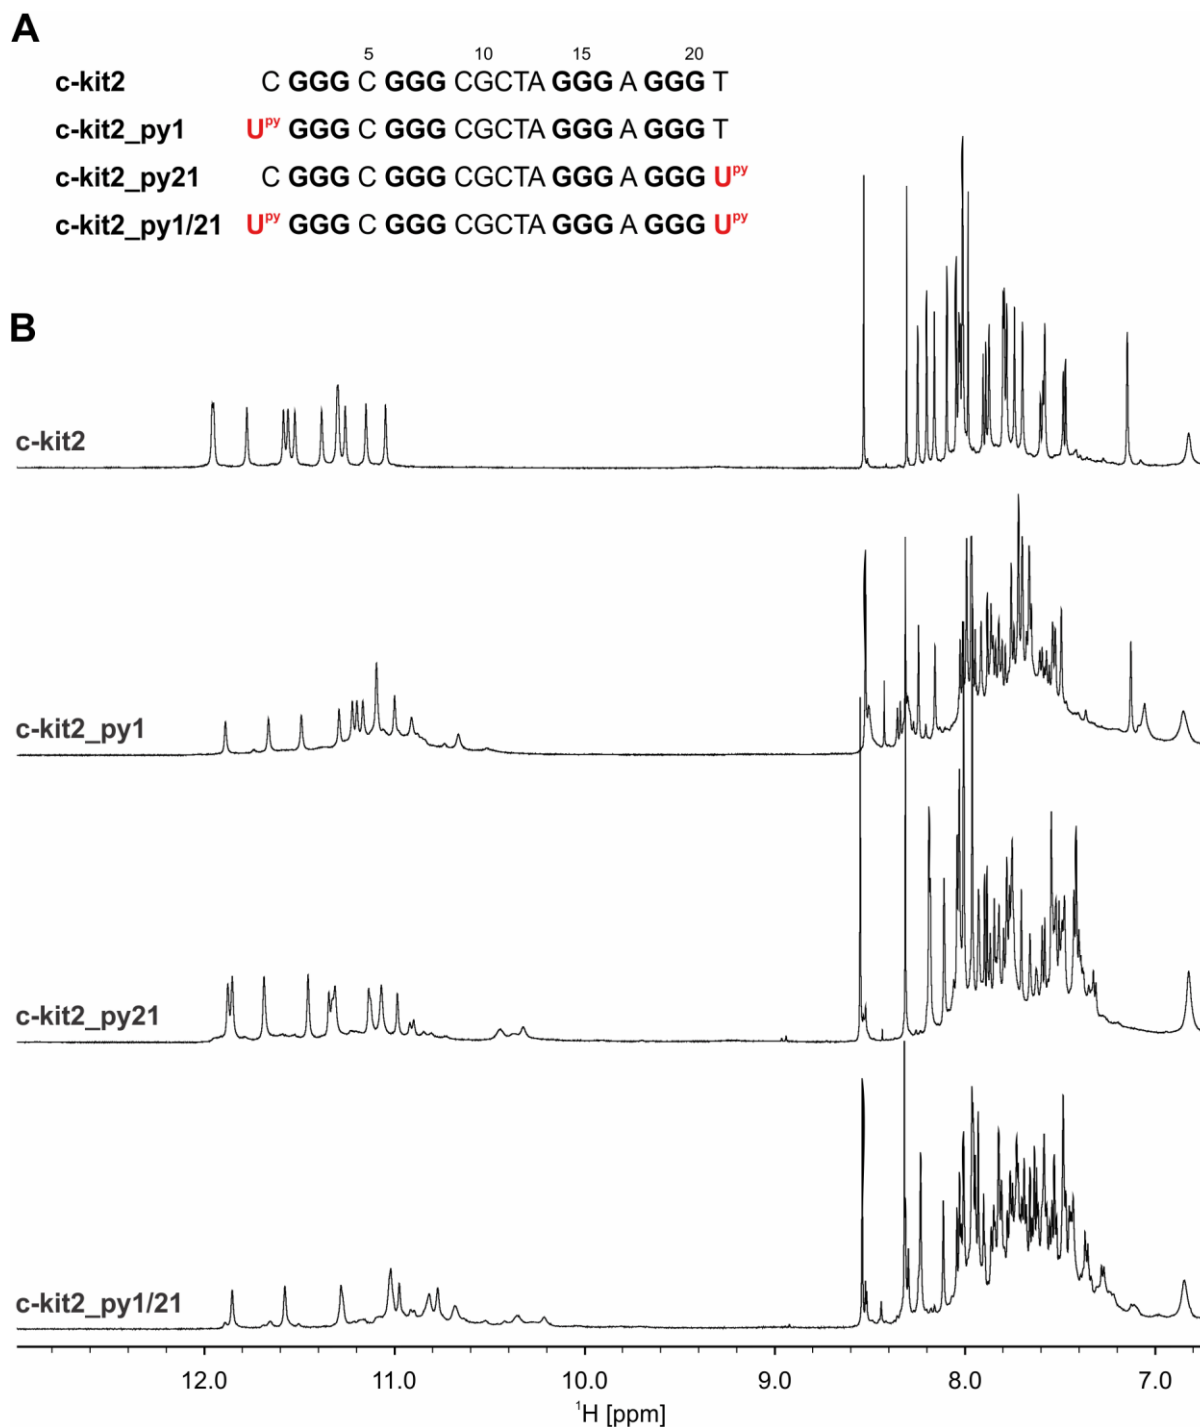 A
5 10 15 20
c-kit2 C GGG C GGG CGCTA GGG A GGG T
c-kit2_py1 Uᵖʸ GGG C GGG CGCTA GGG A GGG T
c-kit2_py21 C GGG C GGG CGCTA GGG A GGG Uᵖʸ
c-kit2_py1/21 Uᵖʸ GGG C GGG CGCTA GGG A GGG Uᵖʸ
B
c-kit2
c-kit2_py1
c-kit2_py21
c-kit2_py1/21
12.0 11.0 10.0 9.0 8.0 7.0
¹H [ppm]